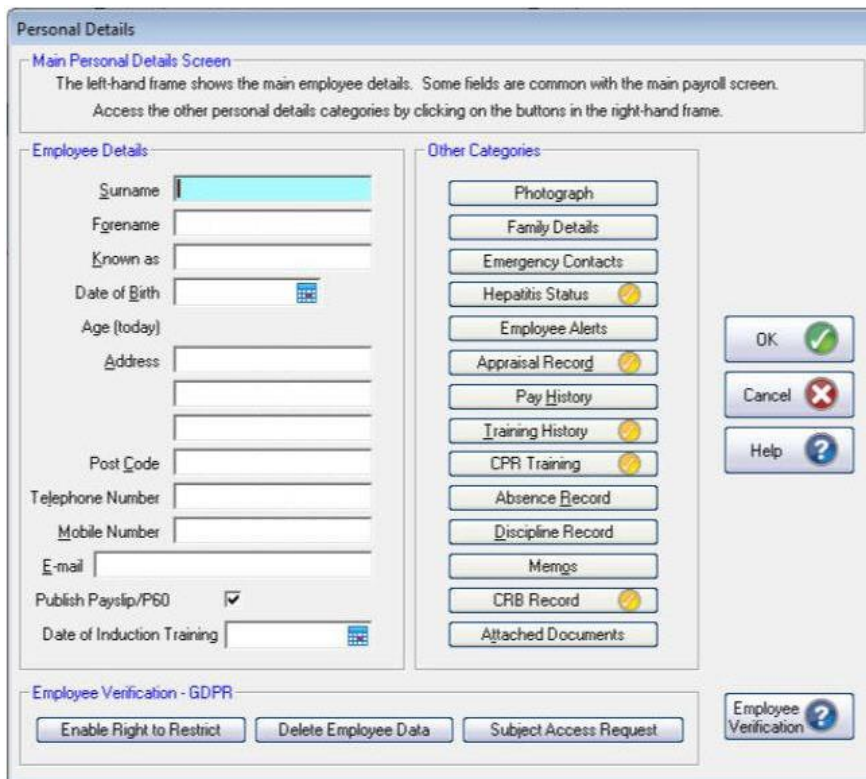 Personal Details
Main Personal Details Screen
The left-hand frame shows the main employee details. Some fields are common with the main payroll screen.
Access the other personal details categories by clicking on the buttons in the right-hand frame.
Employee Details
Surname
Forename
Known as
Date of Birth
Age (today)
Address
Post Code
Telephone Number
Mobile Number
E-mail
Publish Payslip/P60
Date of Induction Training
Other Categories
Photograph
Family Details
Emergency Contacts
Hepatitis Status
Employee Alerts
Appraisal Record
Pay History
Training History
CPR Training
Absence Record
Discipline Record
Memos
CRB Record
Attached Documents
OK
Cancel
Help
Employee Verification - GDPR
Enable Right to Restrict
Delete Employee Data
Subject Access Request
Employee
Verification